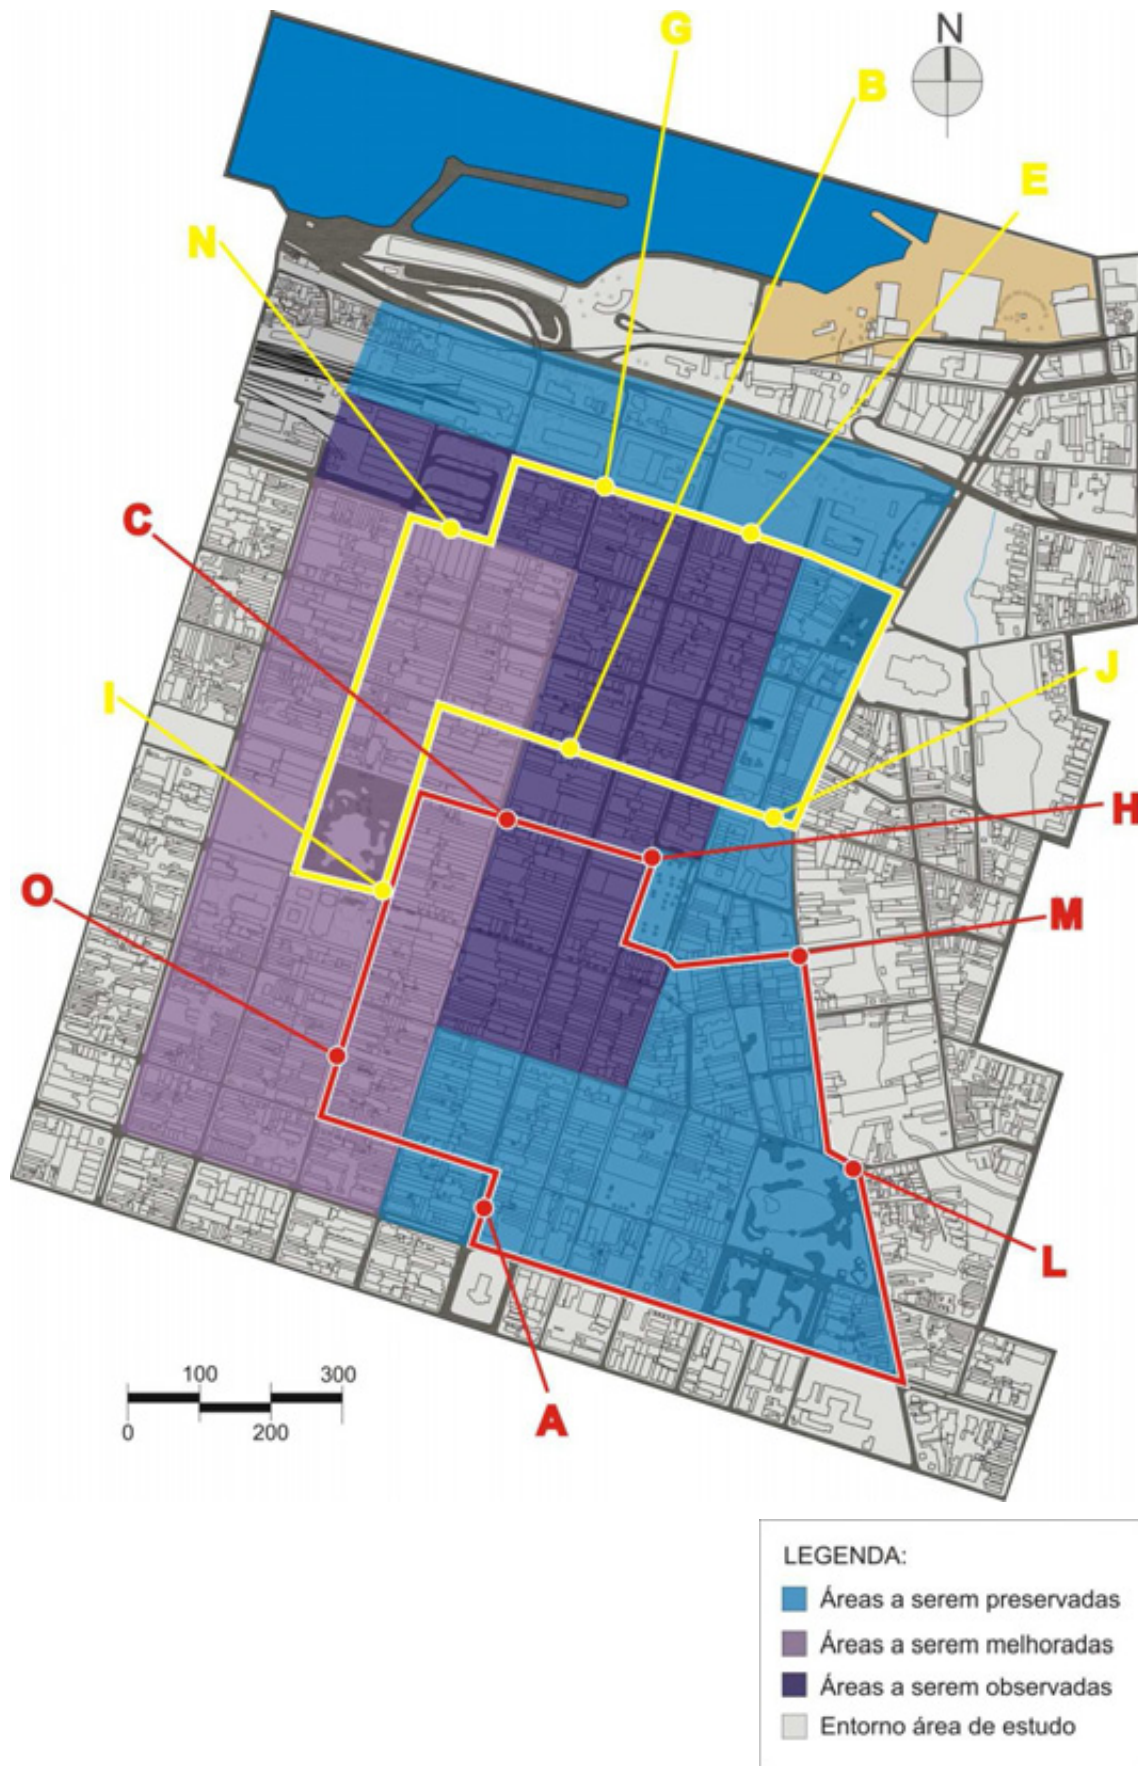 G
N
B
E
N
C
J
I
H
O
M
L
A
100 300
0 200
LEGENDA:
Áreas a serem preservadas
Áreas a serem melhoradas
Áreas a serem observadas
Entorno área de estudo